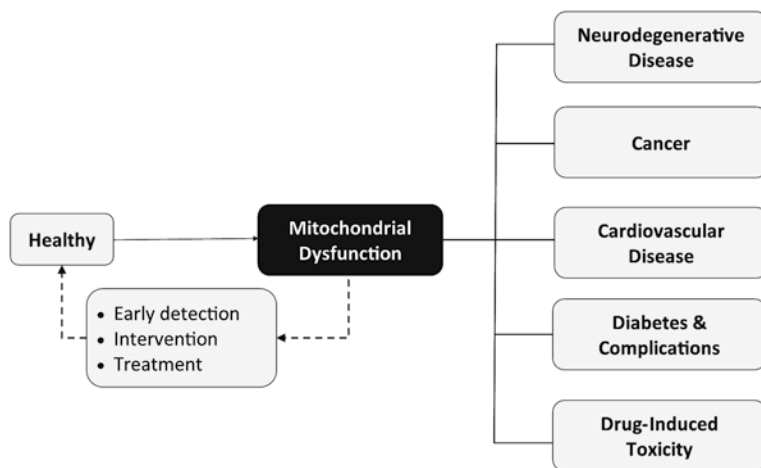 Neurodegenerative
Disease
Cancer
Healthy
Mitochondrial
Dysfunction
Cardiovascular
Disease
• Early detection
• Intervention
• Treatment
Diabetes &
Complications
Drug-Induced
Toxicity